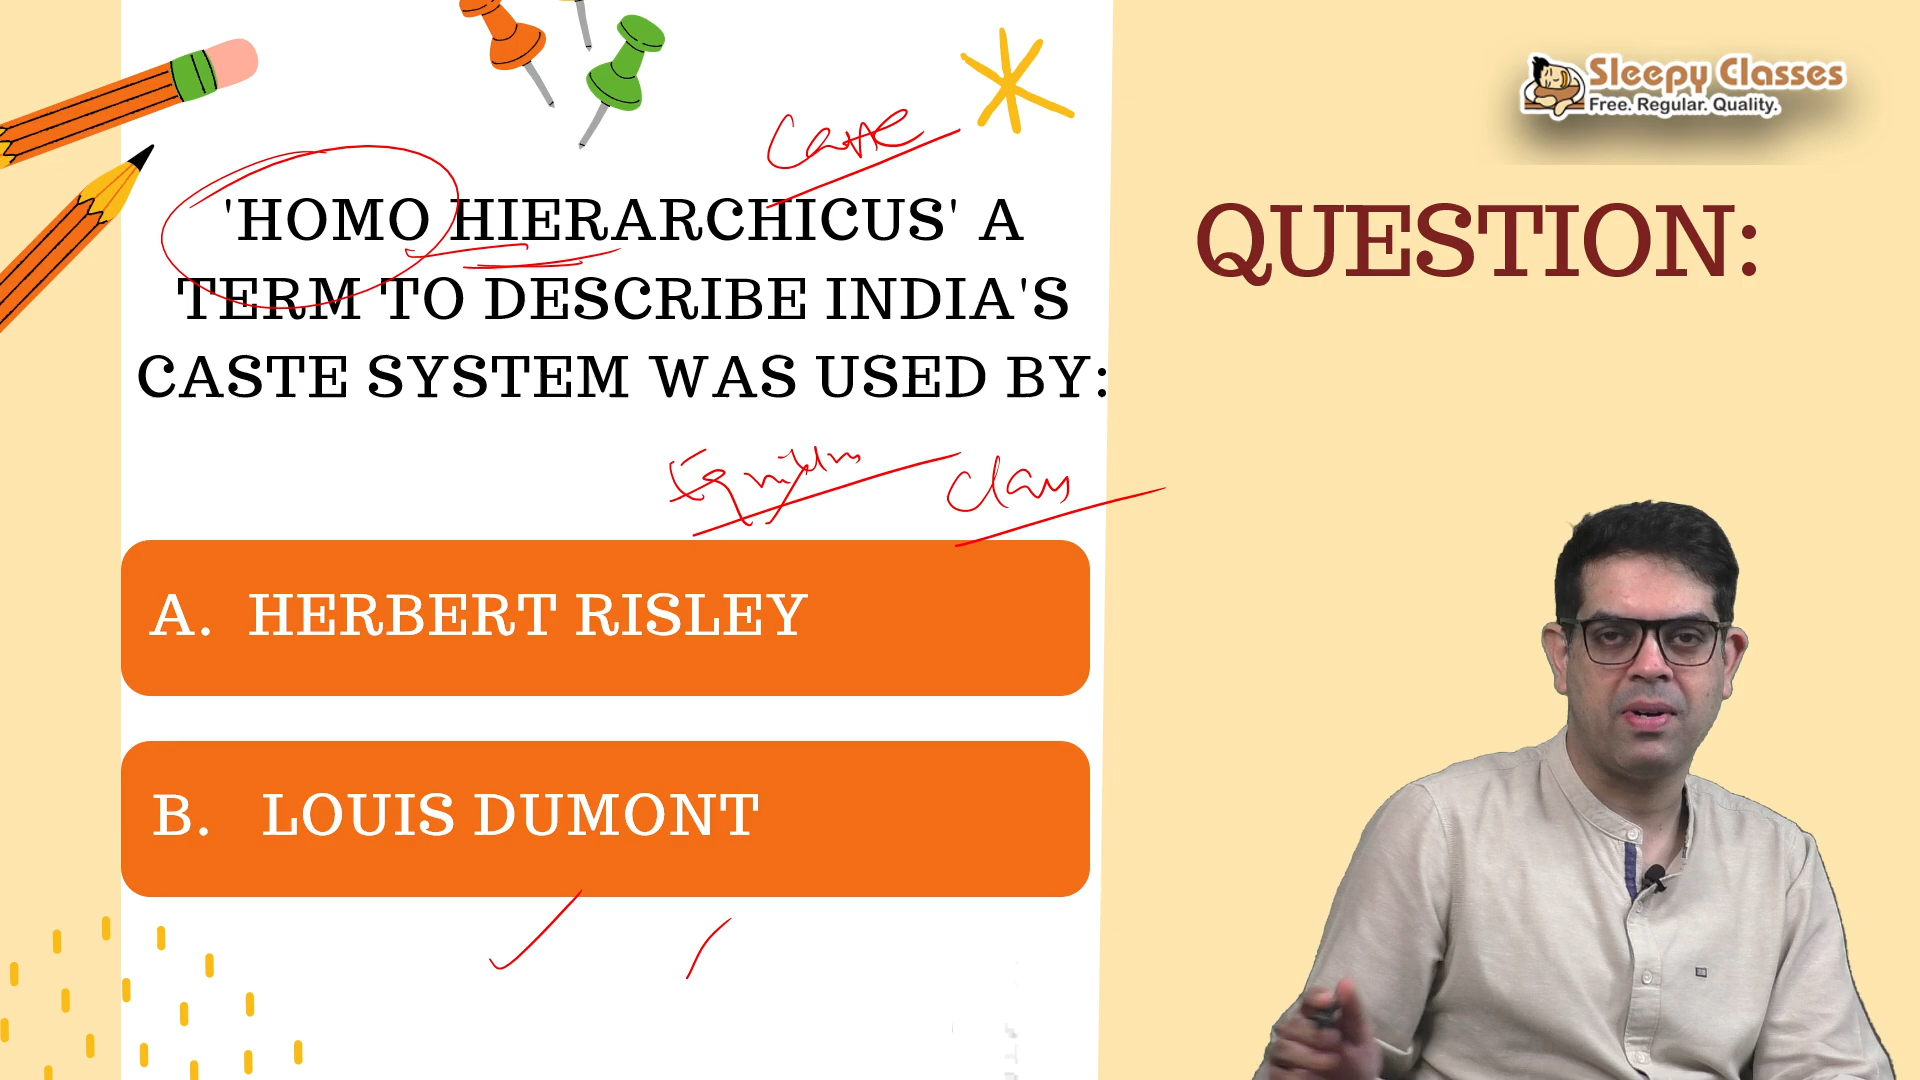 Sleepy Classes
Free. Regular. Quality.
Caste
'HOMO HIERARCHICUS' A
TERM TO DESCRIBE INDIA'S
CASTE SYSTEM WAS USED BY:
QUESTION:
Class
A. HERBERT RISLEY
B. LOUIS DUMONT